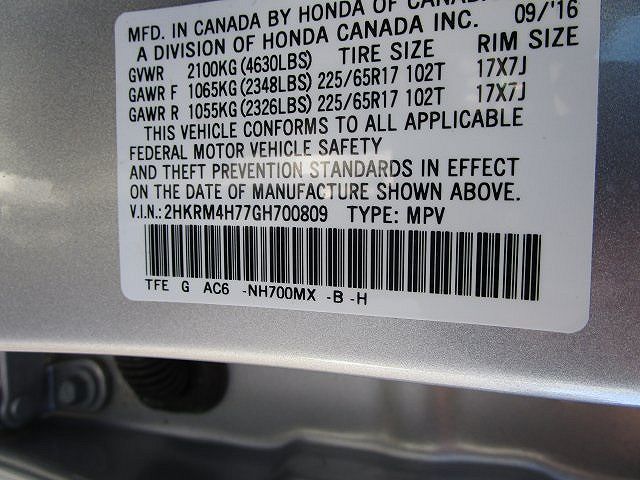 MFD. IN CANADA BY HONDA OF CANADA
A DIVISION OF HONDA CANADA INC. 09/'16
GVWR 2100KG(4630LBS) TIRE SIZE RIM SIZE
GAWR F 1065KG(2348LBS) 225/65R17 102T 17X7J
GAWR R 1055KG(2326LBS) 225/65R17 102T 17X7J
THIS VEHICLE CONFORMS TO ALL APPLICABLE
FEDERAL MOTOR VEHICLE SAFETY
AND THEFT PREVENTION STANDARDS IN EFFECT
ON THE DATE OF MANUFACTURE SHOWN ABOVE.
V.I.N.: 2HKRM4H77GH700809 TYPE: MPV
TFE G AC6 -NH700MX -B -H